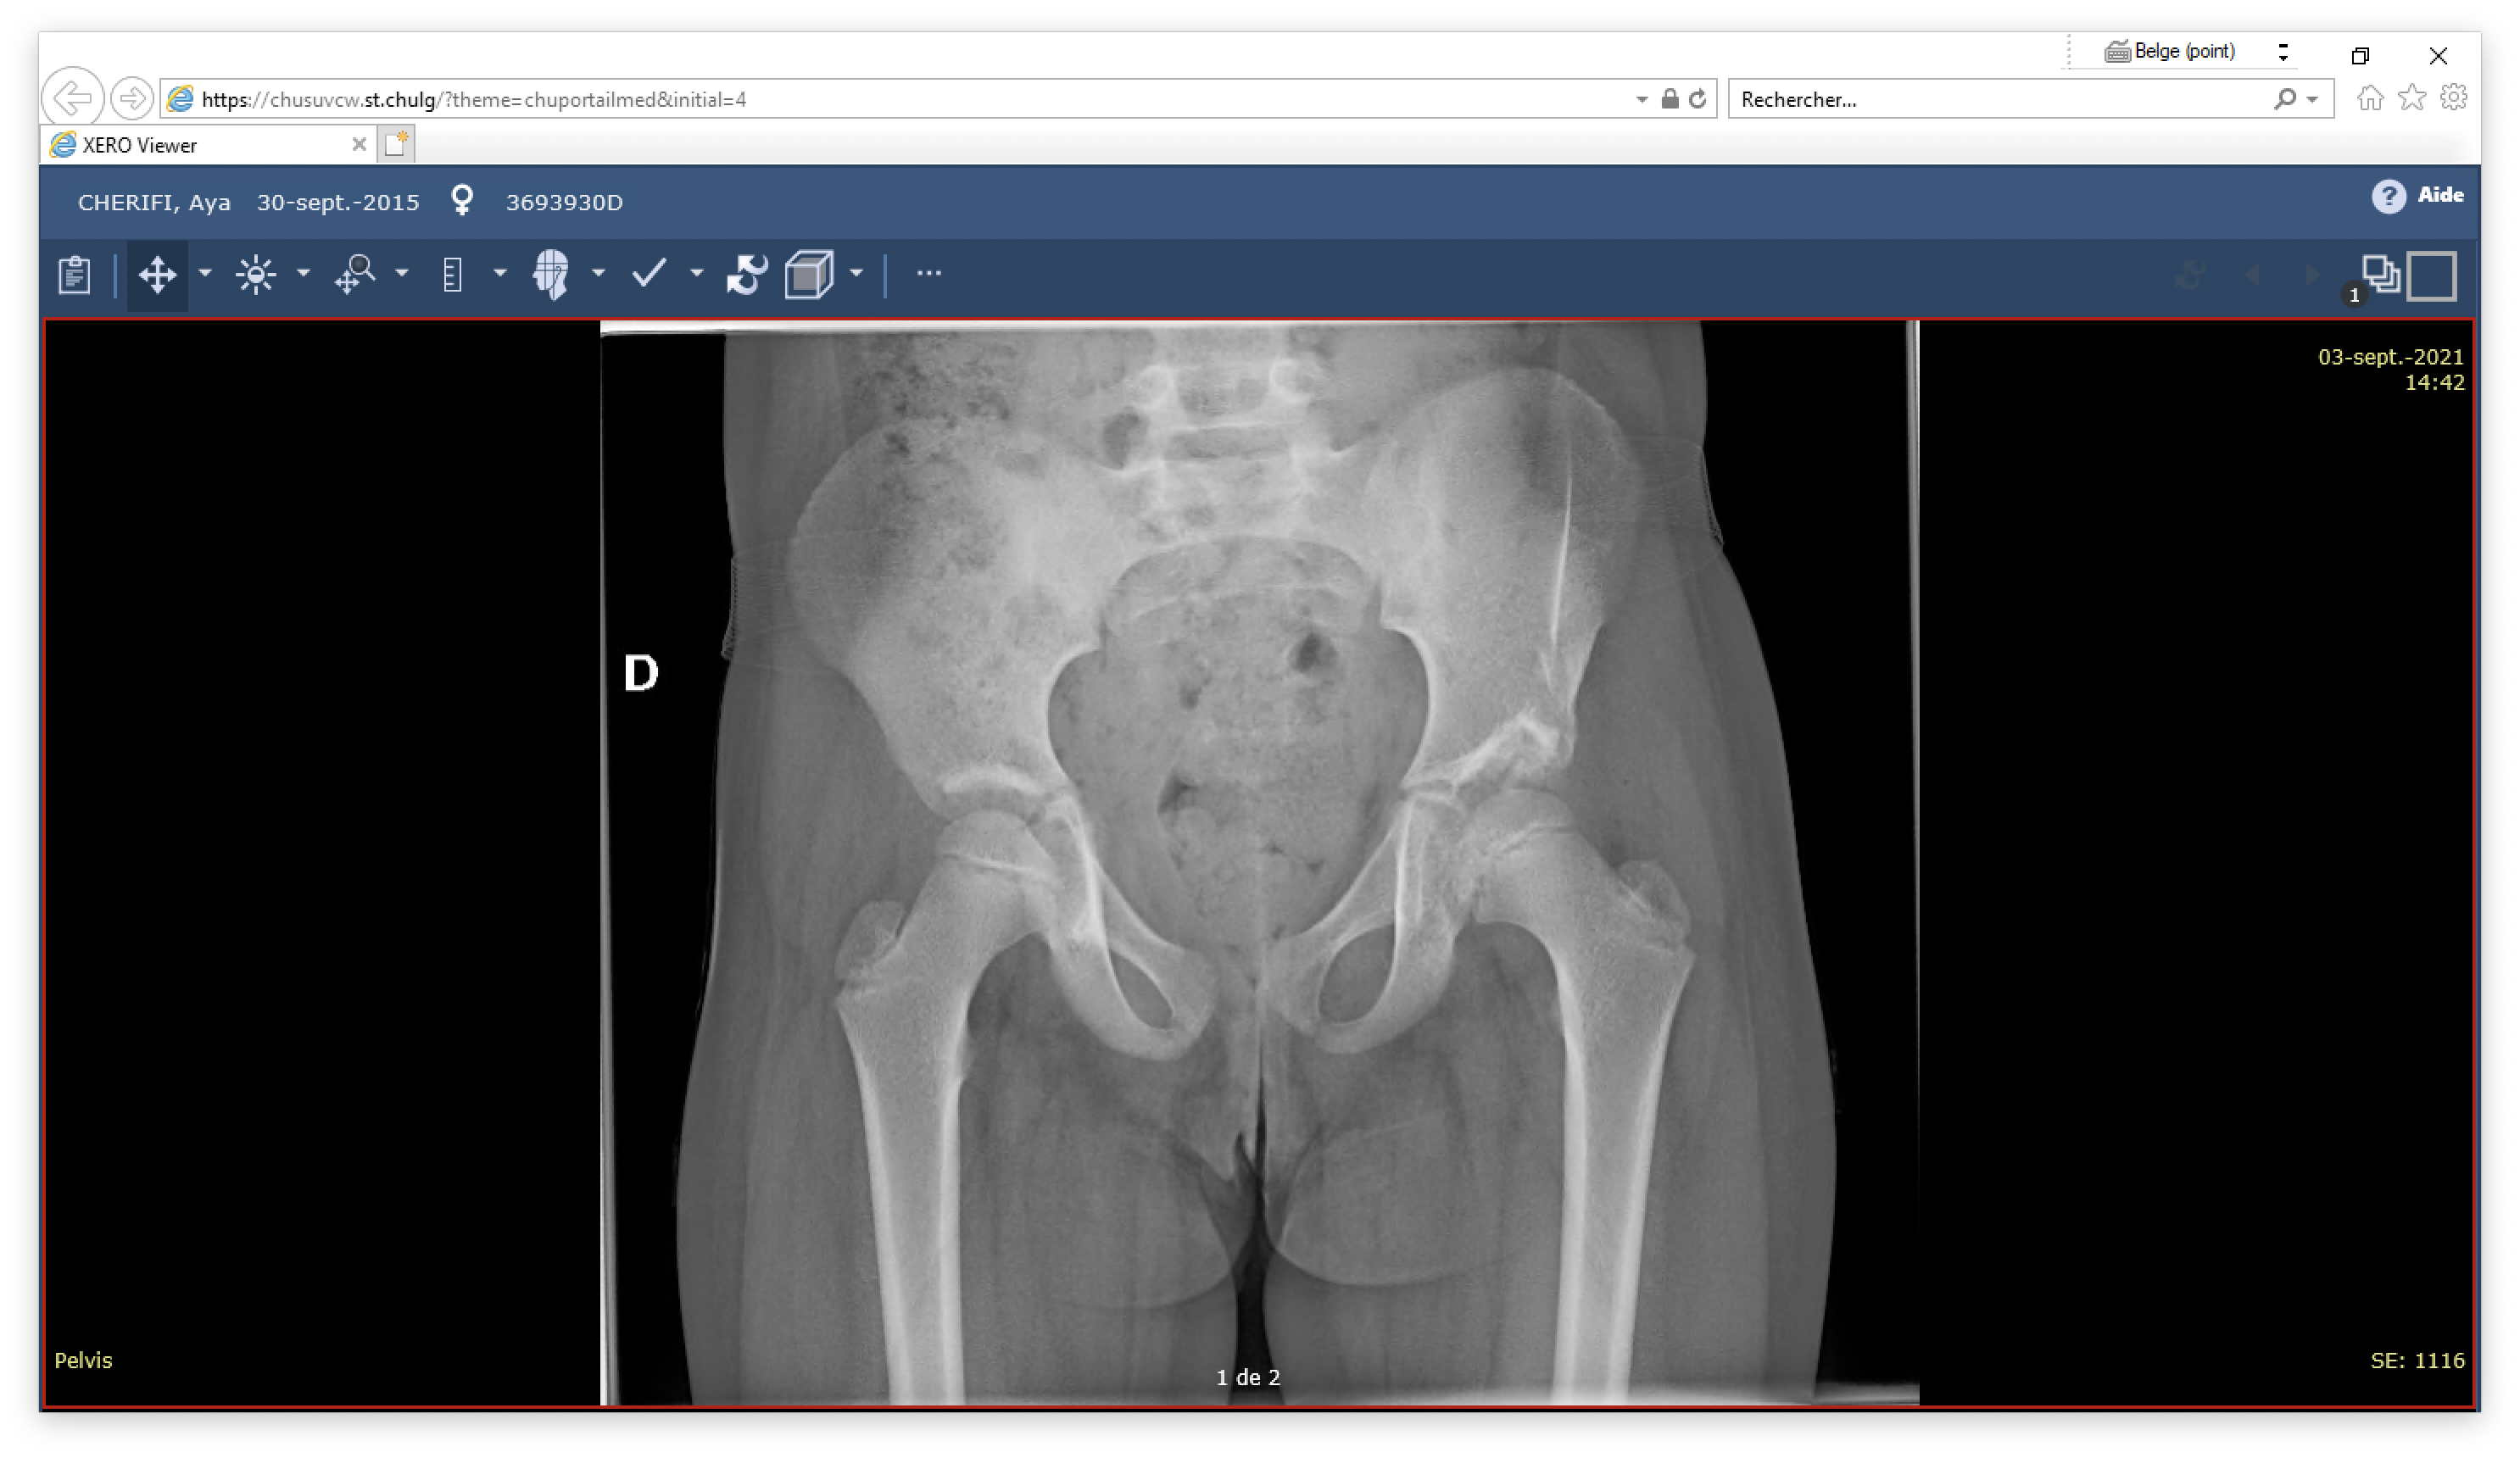 Belge (point)
https://chusuvcw.st.chulg/?theme=chuportailmed&initial=4
Rechercher...
XERO Viewer
CHERIFI, Aya 30-sept.-2015 ♀ 3693930D
? Aide
...
1
03-sept.-2021
14:42
D
Pelvis
1 de 2
SE: 1116